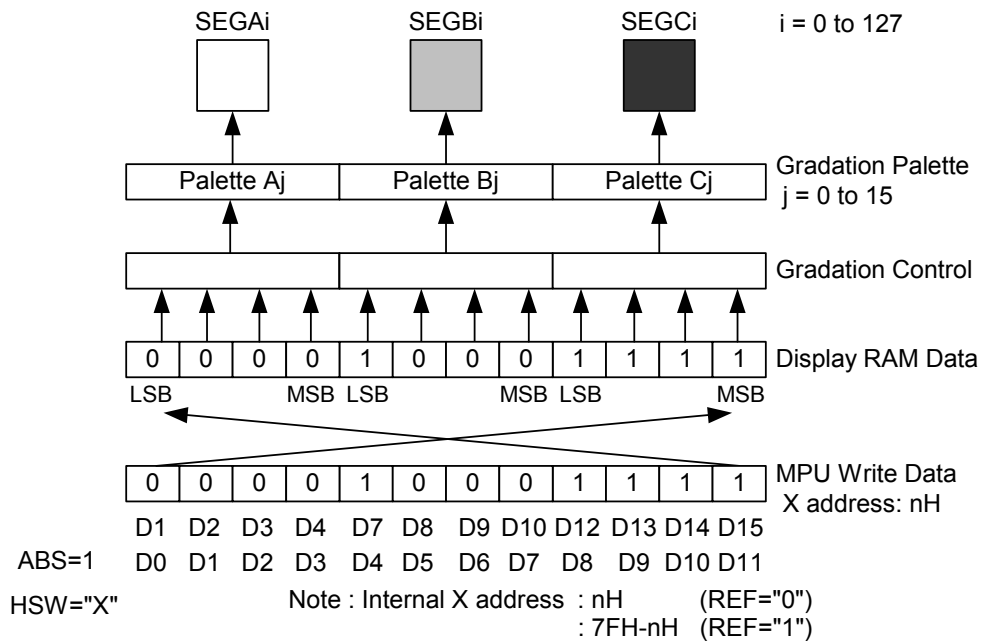 SEGAi SEGBi SEGCi i = 0 to 127
Palette Aj Palette Bj Palette Cj Gradation Palette
j = 0 to 15
Gradation Control
0 0 0 0 1 0 0 0 1 1 1 1 Display RAM Data
LSB MSB LSB MSB LSB MSB
0 0 0 0 1 0 0 0 1 1 1 1 MPU Write Data
X address: nH
D1 D2 D3 D4 D7 D8 D9 D10 D12 D13 D14 D15
ABS=1 D0 D1 D2 D3 D4 D5 D6 D7 D8 D9 D10 D11
HSW="X" Note : Internal X address : nH (REF="0")
: 7FH-nH (REF="1")